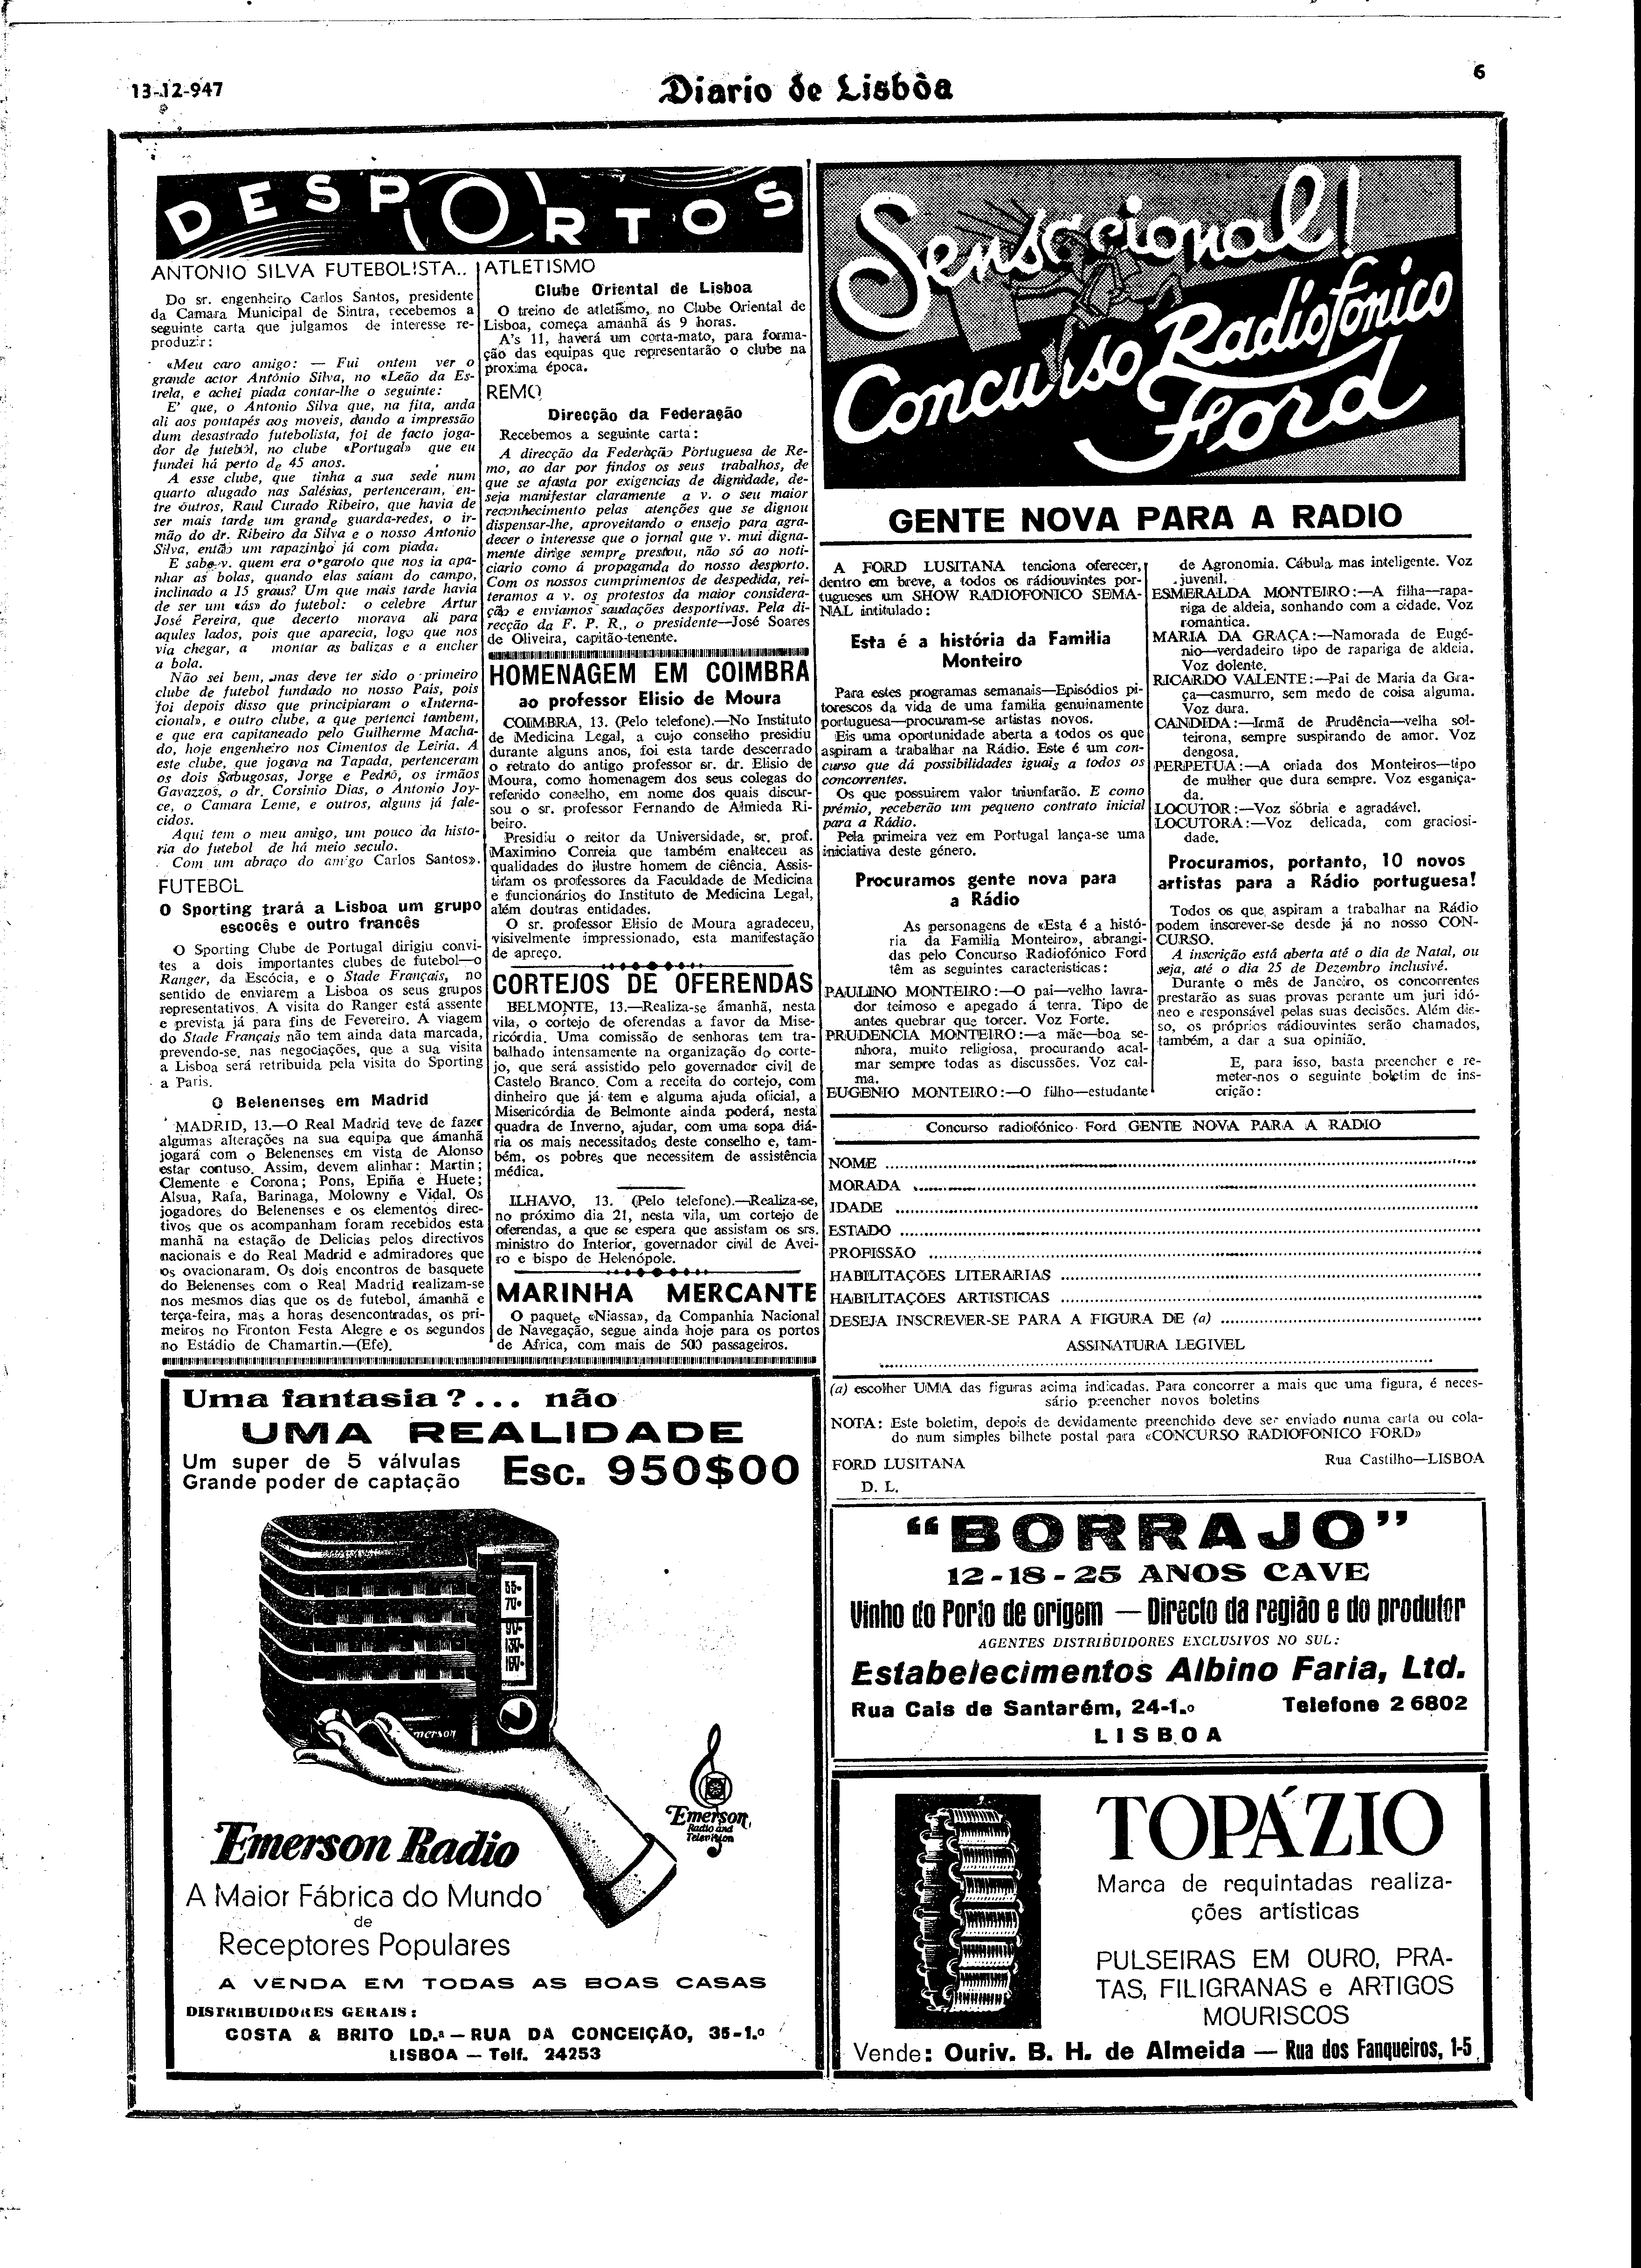 13-12-947
Diario de Lisbôa
6
DESPORTOS
ANTONIO SILVA FUTEBOLISTA..
Do sr. engenheiro Carlos Santos, presidente
da Camara Municipal de Sintra, recebemos a
seguinte carta que julgamos de interesse re-
produzir:
«Meu caro amigo: — Fui ontem ver o
grande actor António Silva, no «Leão da Es-
trela, e achei piada contar-lhe o seguinte:
E' que, o Antonio Silva que, na fita, anda
ali aos pontapés aos moveis, dando a impressão
dum desastrado futebolista, foi de facto joga-
dor de futebol, no clube «Portugal» que eu
fundei há perto de 45 anos.
A esse clube, que tinha a sua sede num
quarto alugado nas Salésias, pertenceram, en-
tre outros, Raul Curado Ribeiro, que havia de
ser mais tarde um grande guarda-redes, o ir-
mão do dr. Ribeiro da Silva e o nosso Antonio
Silva, então um rapazinho já com piada.
E sabe v. quem era o garoto que nos ia apa-
nhar as bolas, quando elas saiam do campo,
inclinado a 15 graus? Um que mais tarde havia
de ser um «ás» do futebol: o celebre Artur
José Pereira, que decerto morava ali para
aqules lados, pois que aparecia, logo que nos
via chegar, a montar as balizas e a encher
a bola.
Não sei bem, mas deve ter sido o primeiro
clube de futebol fundado no nosso País, pois
foi depois disso que principiaram o «Interna-
cional», e outro clube, a que pertenci tambem,
e que era capitaneado pelo Guilherme Macha-
do, hoje engenheiro nos Cimentos de Leiria. A
este clube, que jogava na Tapada, pertenceram
os dois Sabugosas, Jorge e Pedro, os irmãos
Gavazzos, o dr. Corsinio Dias, o Antonio Joy-
ce, o Camara Leme, e outros, alguns já fale-
cidos.
Aqui tem o meu amigo, um pouco da histo-
ria do futebol de há meio seculo.
Com um abraço do amigo Carlos Santos».
FUTEBOL
O Sporting trará a Lisboa um grupo
escocês e outro francês
O Sporting Clube de Portugal dirigiu convi-
tes a dois importantes clubes de futebol—o
Ranger, da Escócia, e o Stade Français, no
sentido de enviarem a Lisboa os seus grupos
representativos. A visita do Ranger está assente
e prevista já para fins de Fevereiro. A viagem
do Stade Français não tem ainda data marcada,
prevendo-se, nas negociações, que a sua visita
a Lisboa será retribuida pela visita do Sporting
a Paris.
O Belenenses em Madrid
MADRID, 13.—O Real Madrid teve de fazer
algumas alterações na sua equipa que ámanhã
jogará com o Belenenses em vista de Alonso
estar contuso. Assim, devem alinhar: Martin;
Clemente e Corona; Pons, Epiña e Huete;
Alsua, Rafa, Barinaga, Molowny e Vidal. Os
jogadores do Belenenses e os elementos direc-
tivos que os acompanham foram recebidos esta
manhã na estação de Delicias pelos directivos
nacionais e do Real Madrid e admiradores que
os ovacionaram. Os dois encontros de basquete
do Belenenses com o Real Madrid realizam-se
nos mesmos dias que os de futebol, ámanhã e
terça-feira, mas a horas desencontradas, os pri-
meiros no Fronton Festa Alegre e os segundos
no Estádio de Chamartin.—(Efe).
ATLETISMO
Clube Oriental de Lisboa
O treino de atletismo, no Clube Oriental de
Lisboa, começa amanhã ás 9 horas.
A's 11, haverá um corta-mato, para forma-
ção das equipas que representarão o clube na
proxima época.
REMO
Direcção da Federação
Recebemos a seguinte carta:
A direcção da Federação Portuguesa de Re-
mo, ao dar por findos os seus trabalhos, de
que se afasta por exigencias de dignidade, de-
seja manifestar claramente a v. o seu maior
reconhecimento pelas atenções que se dignou
dispensar-lhe, aproveitando o ensejo para agra-
decer o interesse que o jornal que v. mui digna-
mente dirige sempre prestou, não só ao noti-
ciario como á propaganda do nosso desporto.
Com os nossos cumprimentos de despedida, rei-
teramos a v. os protestos da maior considera-
ção e enviamos saudações desportivas. Pela di-
recção da F. P. R., o presidente—José Soares
de Oliveira, capitão-tenente.
HOMENAGEM EM COIMBRA
ao professor Elisio de Moura
COIMBRA, 13. (Pelo telefone).—No Instituto
de Medicina Legal, a cujo conselho presidiu
durante alguns anos, foi esta tarde descerrado
o retrato do antigo professor sr. dr. Elisio de
Moura, como homenagem dos seus colegas do
referido conselho, em nome dos quais discur-
sou o sr. professor Fernando de Almieda Ri-
beiro.
Presidiu o reitor da Universidade, sr. prof.
Maximino Correia que também enalteceu as
qualidades do ilustre homem de ciência. Assis-
tiram os professores da Faculdade de Medicina
e funcionários do Instituto de Medicina Legal,
além doutras entidades.
O sr. professor Elisio de Moura agradeceu,
visivelmente impressionado, esta manifestação
de apreço.
CORTEJOS DE OFERENDAS
BELMONTE, 13.—Realiza-se ámanhã, nesta
vila, o cortejo de oferendas a favor da Mise-
ricórdia. Uma comissão de senhoras tem tra-
balhado intensamente na organização do corte-
jo, que será assistido pelo governador civil de
Castelo Branco. Com a receita do cortejo, com
dinheiro que já tem e alguma ajuda oficial, a
Misericórdia de Belmonte ainda poderá, nesta
quadra de Inverno, ajudar, com uma sopa diá-
ria os mais necessitados deste conselho e, tam-
bém, os pobres que necessitem de assistência
médica.
ILHAVO, 13. (Pelo telefone).—Realiza-se,
no próximo dia 21, nesta vila, um cortejo de
oferendas, a que se espera que assistam os srs.
ministro do Interior, governador civil de Avei-
ro e bispo de Helenópole.
MARINHA MERCANTE
O paquete «Niassa», da Companhia Nacional
de Navegação, segue ainda hoje para os portos
de Africa, com mais de 500 passageiros.
Sensacional!
Concurso Radiofonico
Ford
GENTE NOVA PARA A RADIO
A FORD LUSITANA tenciona oferecer,
dentro em breve, a todos os rádiouvintes por-
tugueses um SHOW RADIOFONICO SEMA-
NAL intitulado:
Esta é a história da Familia
Monteiro
Para estes programas semanais—Episódios pi-
torescos da vida de uma família genuinamente
portuguesa—procuram-se artistas novos.
Eis uma oportunidade aberta a todos os que
aspiram a trabalhar na Rádio. Este é um con-
curso que dá possibilidades iguais a todos os
concorrentes.
Os que possuirem valor triunfarão. E como
prémio, receberão um pequeno contrato inicial
para a Rádio.
Pela primeira vez em Portugal lança-se uma
iniciativa deste género.
Procuramos gente nova para
a Rádio
As personagens de «Esta é a histó-
ria da Familia Monteiro», abrangi-
das pelo Concurso Radiofónico Ford
têm as seguintes caracteristicas:
PAULINO MONTEIRO:—O pai—velho lavra-
dor teimoso e apegado á terra. Tipo de
antes quebrar que torcer. Voz Forte.
PRUDENCIA MONTEIRO:—a mãe—boa se-
nhora, muito religiosa, procurando acal-
mar sempre todas as discussões. Voz cal-
ma.
EUGENIO MONTEIRO:—O filho—estudante
de Agronomia. Cábula mas inteligente. Voz
juvenil.
ESMERALDA MONTEIRO:—A filha—rapa-
riga de aldeia, sonhando com a cidade. Voz
romantica.
MARIA DA GRAÇA:—Namorada de Eugé-
nio—verdadeiro tipo de rapariga de aldeia.
Voz dolente.
RICARDO VALENTE:—Pai de Maria da Gra-
ça—casmurro, sem medo de coisa alguma.
Voz dura.
CANDIDA:—Irmã de Prudência—velha sol-
teirona, sempre suspirando de amor. Voz
dengosa.
PERPETUA:—A criada dos Monteiros—tipo
de mulher que dura sempre. Voz esganiça-
da.
LOCUTOR:—Voz sóbria e agradável.
LOCUTORA:—Voz delicada, com graciosi-
dade.
Procuramos, portanto, 10 novos
artistas para a Rádio portuguesa!
Todos os que aspiram a trabalhar na Rádio
podem inscrever-se desde já no nosso CON-
CURSO.
A inscrição está aberta até o dia de Natal, ou
seja, até o dia 25 de Dezembro inclusivé.
Durante o mês de Janeiro, os concorrentes
prestarão as suas provas perante um juri idó-
neo e responsável pelas suas decisões. Além dis-
so, os próprios rádiouvintes serão chamados,
também, a dar a sua opinião.
E, para isso, basta preencher e re-
meter-nos o seguinte boletim de ins-
crição:
Concurso radiofónico Ford GENTE NOVA PARA A RADIO
NOME
MORADA
IDADE
ESTADO
PROFISSÃO
HABILITAÇÕES LITERARIAS
HABILITAÇÕES ARTISTICAS
DESEJA INSCREVER-SE PARA A FIGURA DE (a)
ASSINATURA LEGIVEL
(a) escolher UMA das figuras acima indicadas. Para concorrer a mais que uma figura, é neces-
sário preencher novos boletins
NOTA: Este boletim, depois de devidamente preenchido deve ser enviado numa carta ou cola-
do num simples bilhete postal para «CONCURSO RADIOFONICO FORD»
FORD LUSITANA
Rua Castilho—LISBOA
D. L.
Uma fantasia?... não
UMA REALIDADE
Um super de 5 válvulas
Grande poder de captação
Esc. 950$00
55
70
90
130
160
merson
Emerson
Radio and
Television
Emerson Radio
A Maior Fábrica do Mundo
de
Receptores Populares
A VENDA EM TODAS AS BOAS CASAS
DISTRIBUIDORES GERAIS:
COSTA & BRITO LD.ª — RUA DA CONCEIÇÃO, 35-1.º
LISBOA — Telf. 24253
"BORRAJO"
12-18-25 ANOS CAVE
Vinho do Porto de origem — Directo da região e do produtor
AGENTES DISTRIBUIDORES EXCLUSIVOS NO SUL:
Estabelecimentos Albino Faria, Ltd.
Rua Cais de Santarém, 24-1.º Telefone 2 6802
LISBOA
TOPÁZIO
Marca de requintadas realiza-
ções artísticas
PULSEIRAS EM OURO, PRA-
TAS, FILIGRANAS e ARTIGOS
MOURISCOS
Vende: Ouriv. B. H. de Almeida — Rua dos Fanqueiros, 1-5